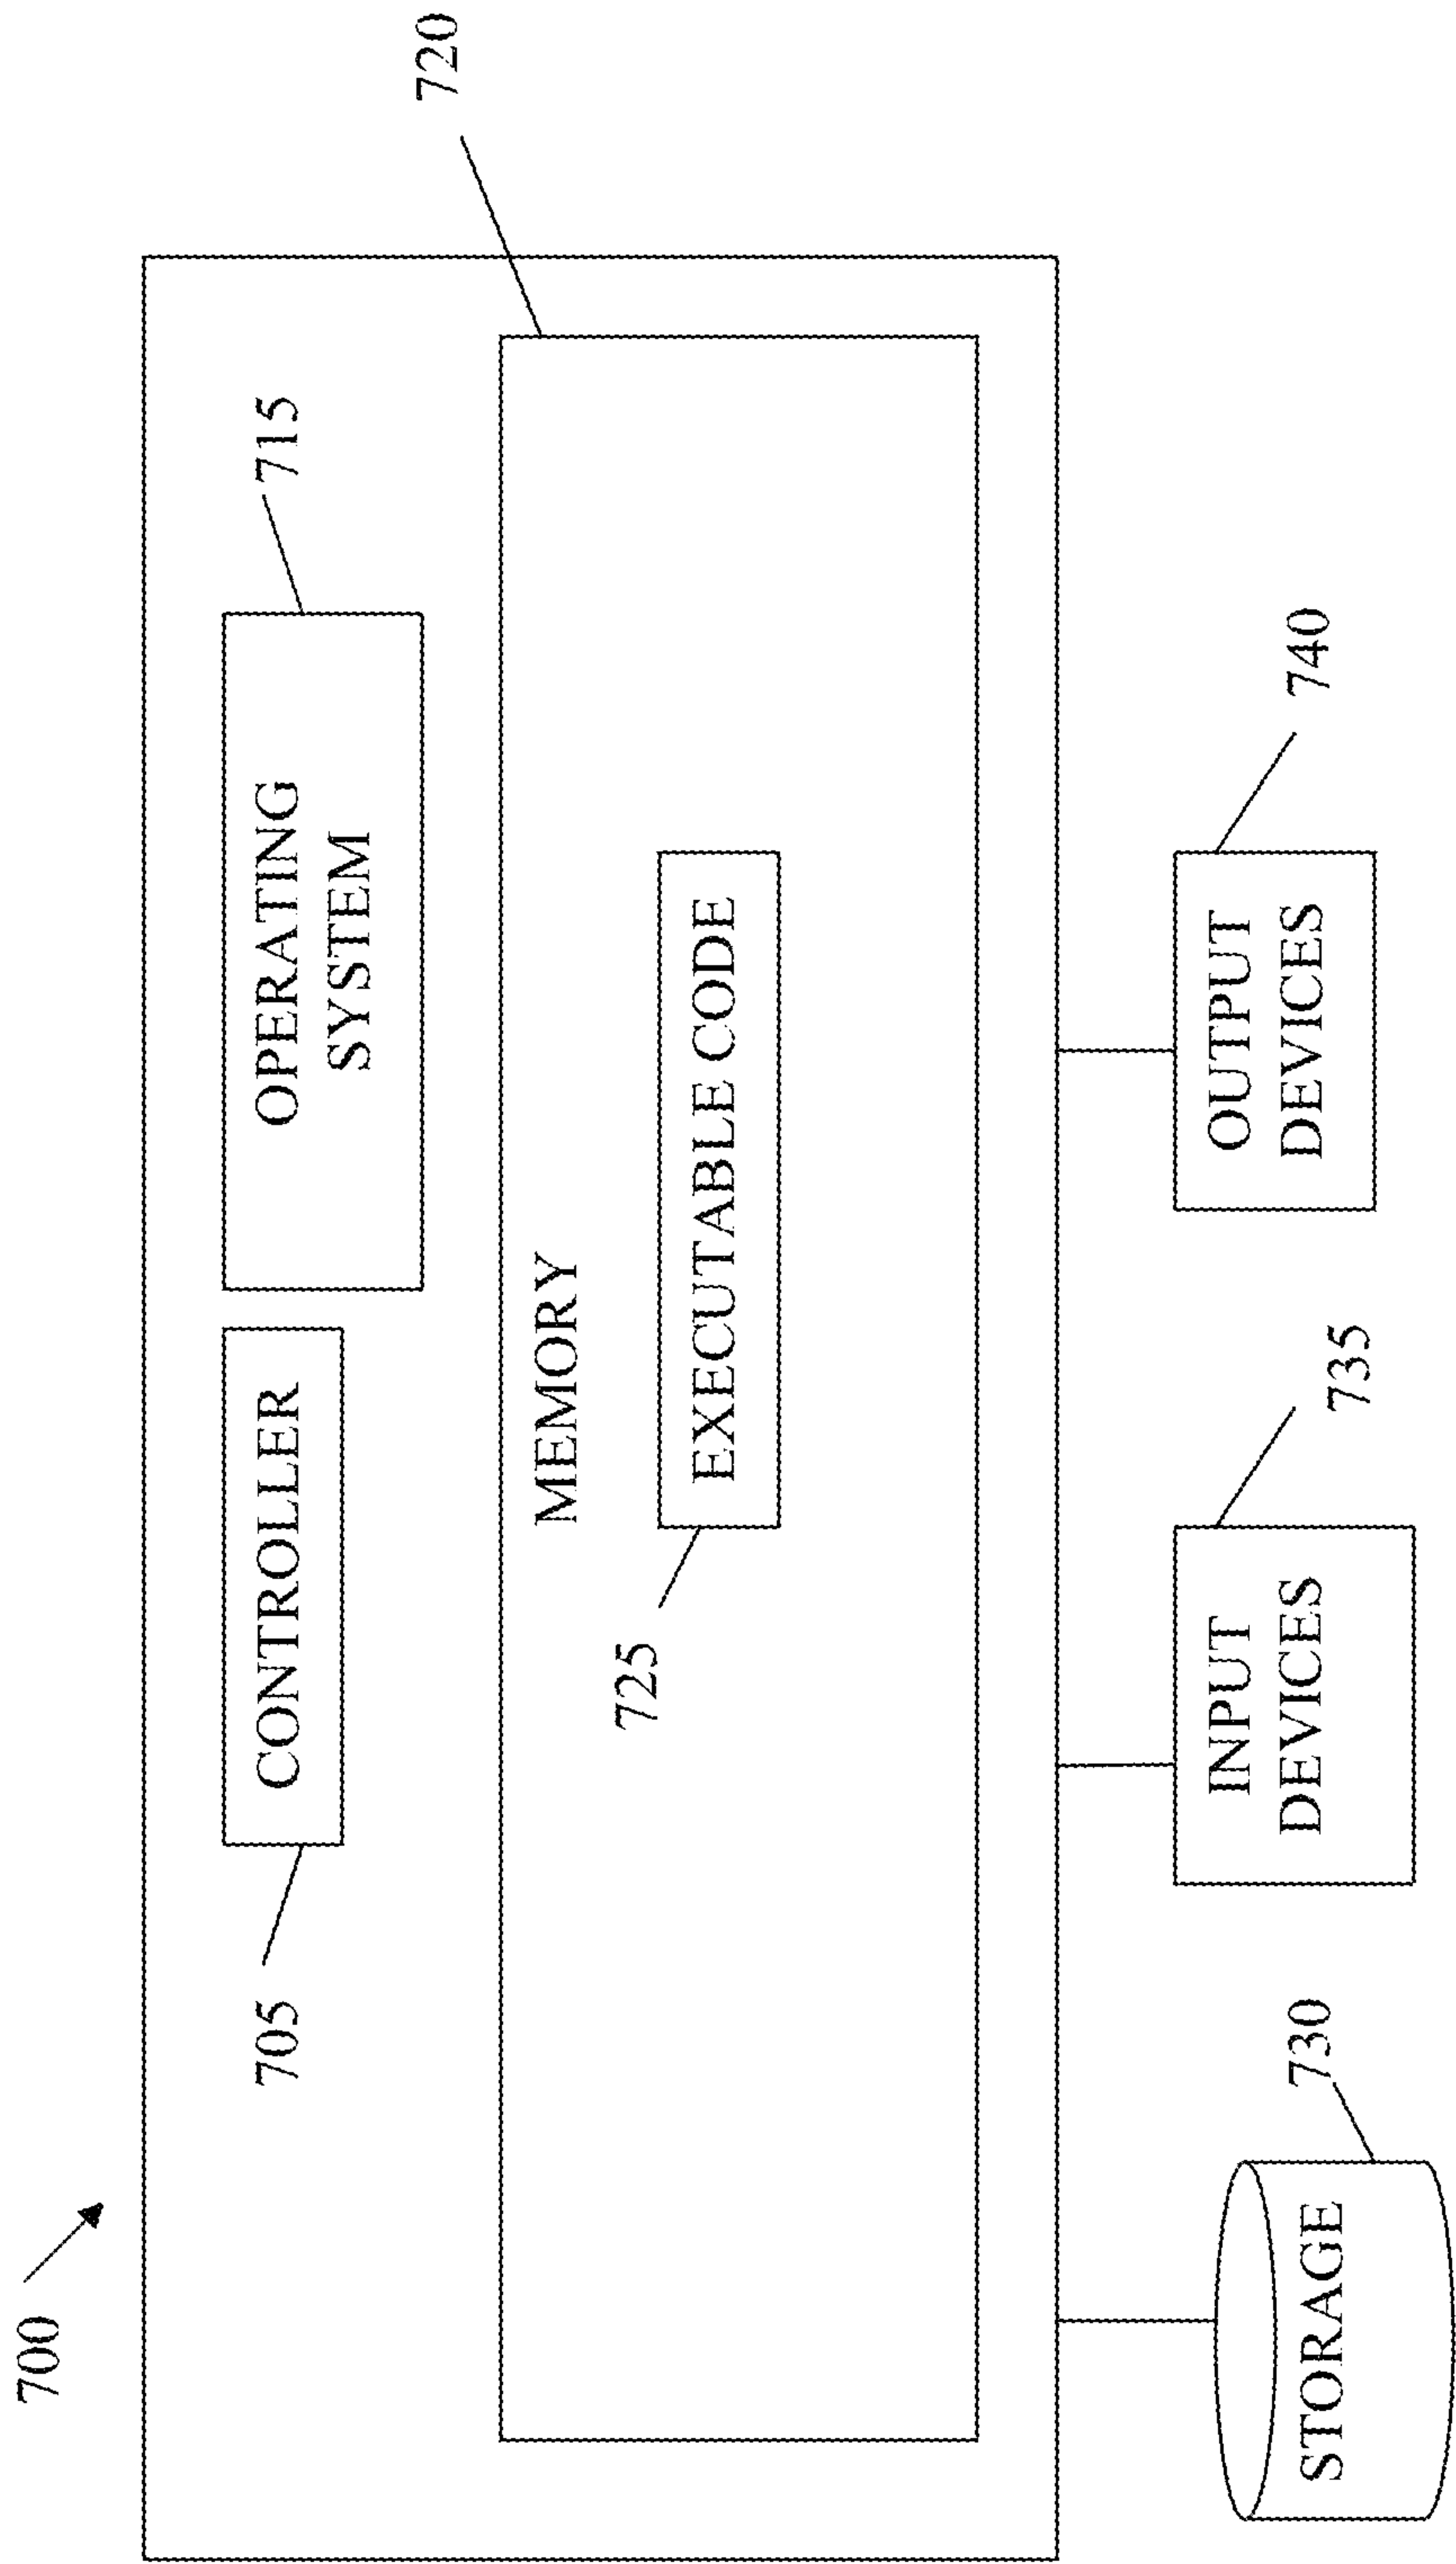 700
705
CONTROLLER
OPERATING
SYSTEM
715
720
MEMORY
725
EXECUTABLE CODE
STORAGE
730
INPUT
DEVICES
735
OUTPUT
DEVICES
740